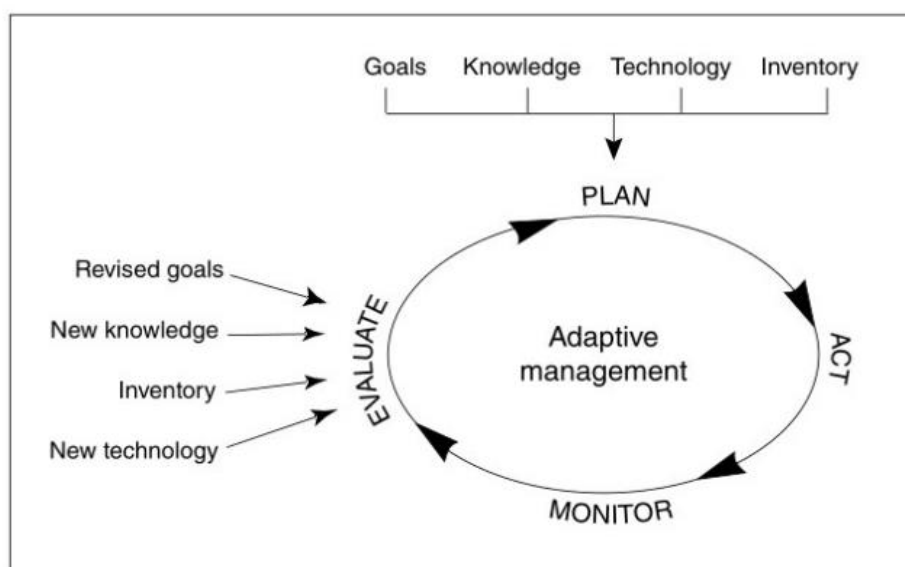 Goals Knowledge Technology Inventory
PLAN
Revised goals
New knowledge
Inventory
New technology
EVALUATE
Adaptive
management
ACT
MONITOR